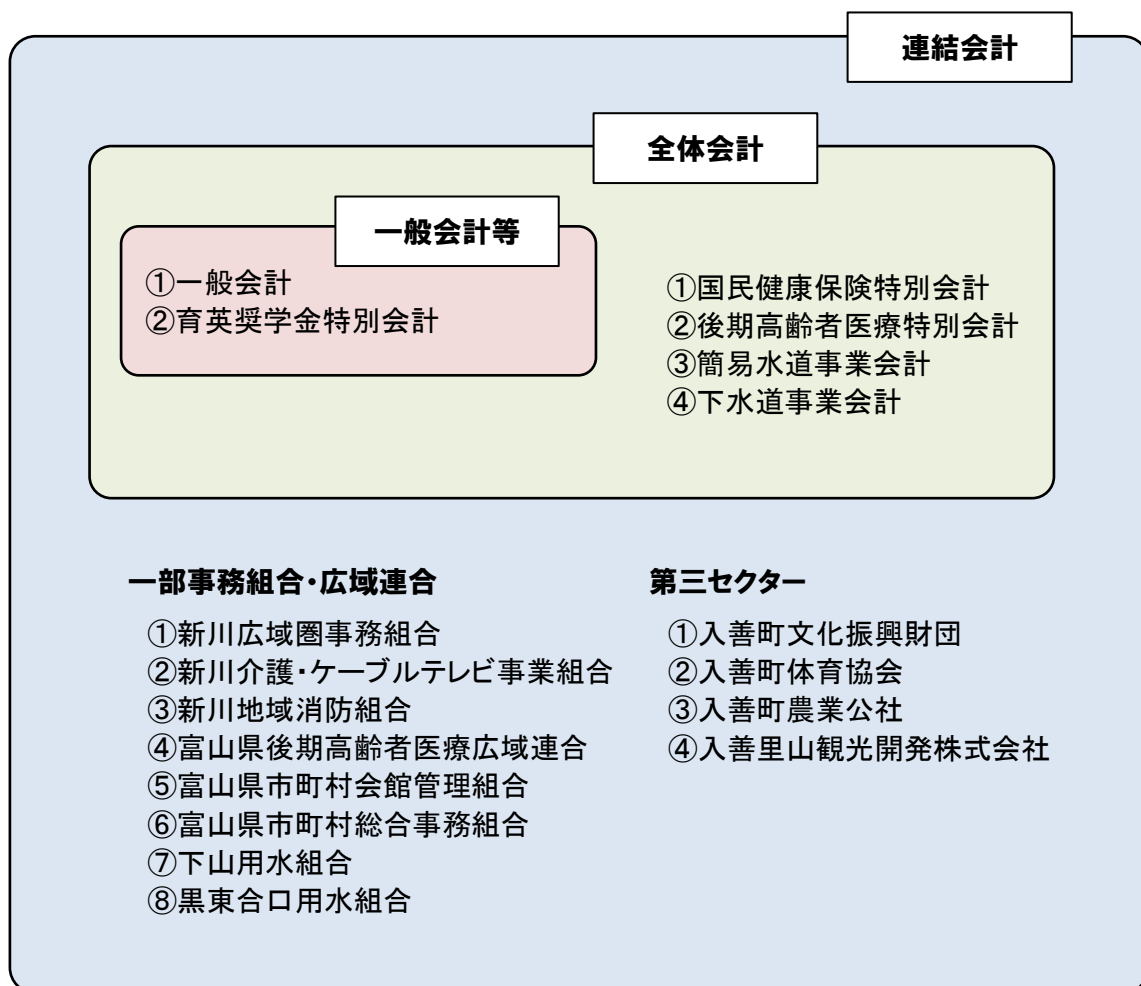 連結会計
全体会計
一般会計等
①一般会計
②育英奨学金特別会計
①国民健康保険特別会計
②後期高齢者医療特別会計
③簡易水道事業会計
④下水道事業会計
一部事務組合・広域連合
①新川広域圏事務組合
②新川介護・ケーブルテレビ事業組合
③新川地域消防組合
④富山県後期高齢者医療広域連合
⑤富山県市町村会館管理組合
⑥富山県市町村総合事務組合
⑦下山用水組合
⑧黒東合口用水組合
第三セクター
①入善町文化振興財団
②入善町体育協会
③入善町農業公社
④入善里山観光開発株式会社